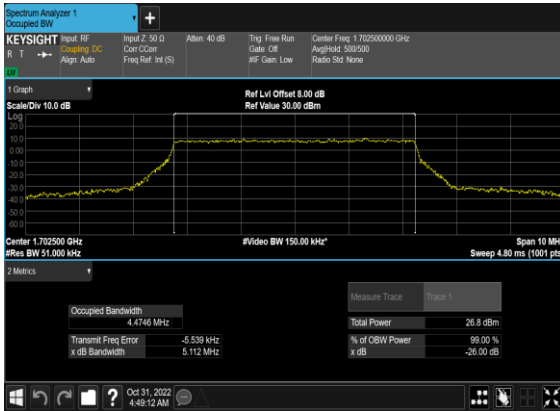 Spectrum Analyzer 1
Occupied BW
+
KEYSIGHT Input: RF Input Z: 50 Ω Atten: 40 dB Trig: Free Run Center Freq: 1.702500000 GHz
R T Coupling: DC Corr CCorr Gate: Off Avg|Hold: 500/500
Align: Auto Freq Ref: Int (S) #IF Gain: Low Radio Std: None
1 Graph
Ref Lvl Offset 8.00 dB
Scale/Div 10.0 dB Ref Value 30.00 dBm
Log
20.0
10.0
0.00
-10.0
-20.0
-30.0
-40.0
-50.0
-60.0
Center 1.702500 GHz #Video BW 150.00 kHz* Span 10 MH
#Res BW 51.000 kHz Sweep 4.80 ms (1001 pts
2 Metrics
Measure Trace Trace 1
Occupied Bandwidth
4.4746 MHz Total Power 26.8 dBm
Transmit Freq Error -5.539 kHz % of OBW Power 99.00 %
x dB Bandwidth 5.112 MHz x dB -26.00 dB
? Oct 31, 2022
4:49:12 AM